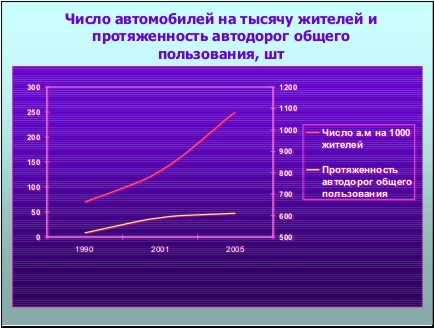 Число автомобилей на тысячу жителей и
протяженность автодорог общего
пользования, шт
300
250
200
150
100
50
0
1200
1100
1000
900
800
700
600
500
1990
2001
2005
Число а.м на 1000
жителей
Протяженность
автодорог общего
пользования